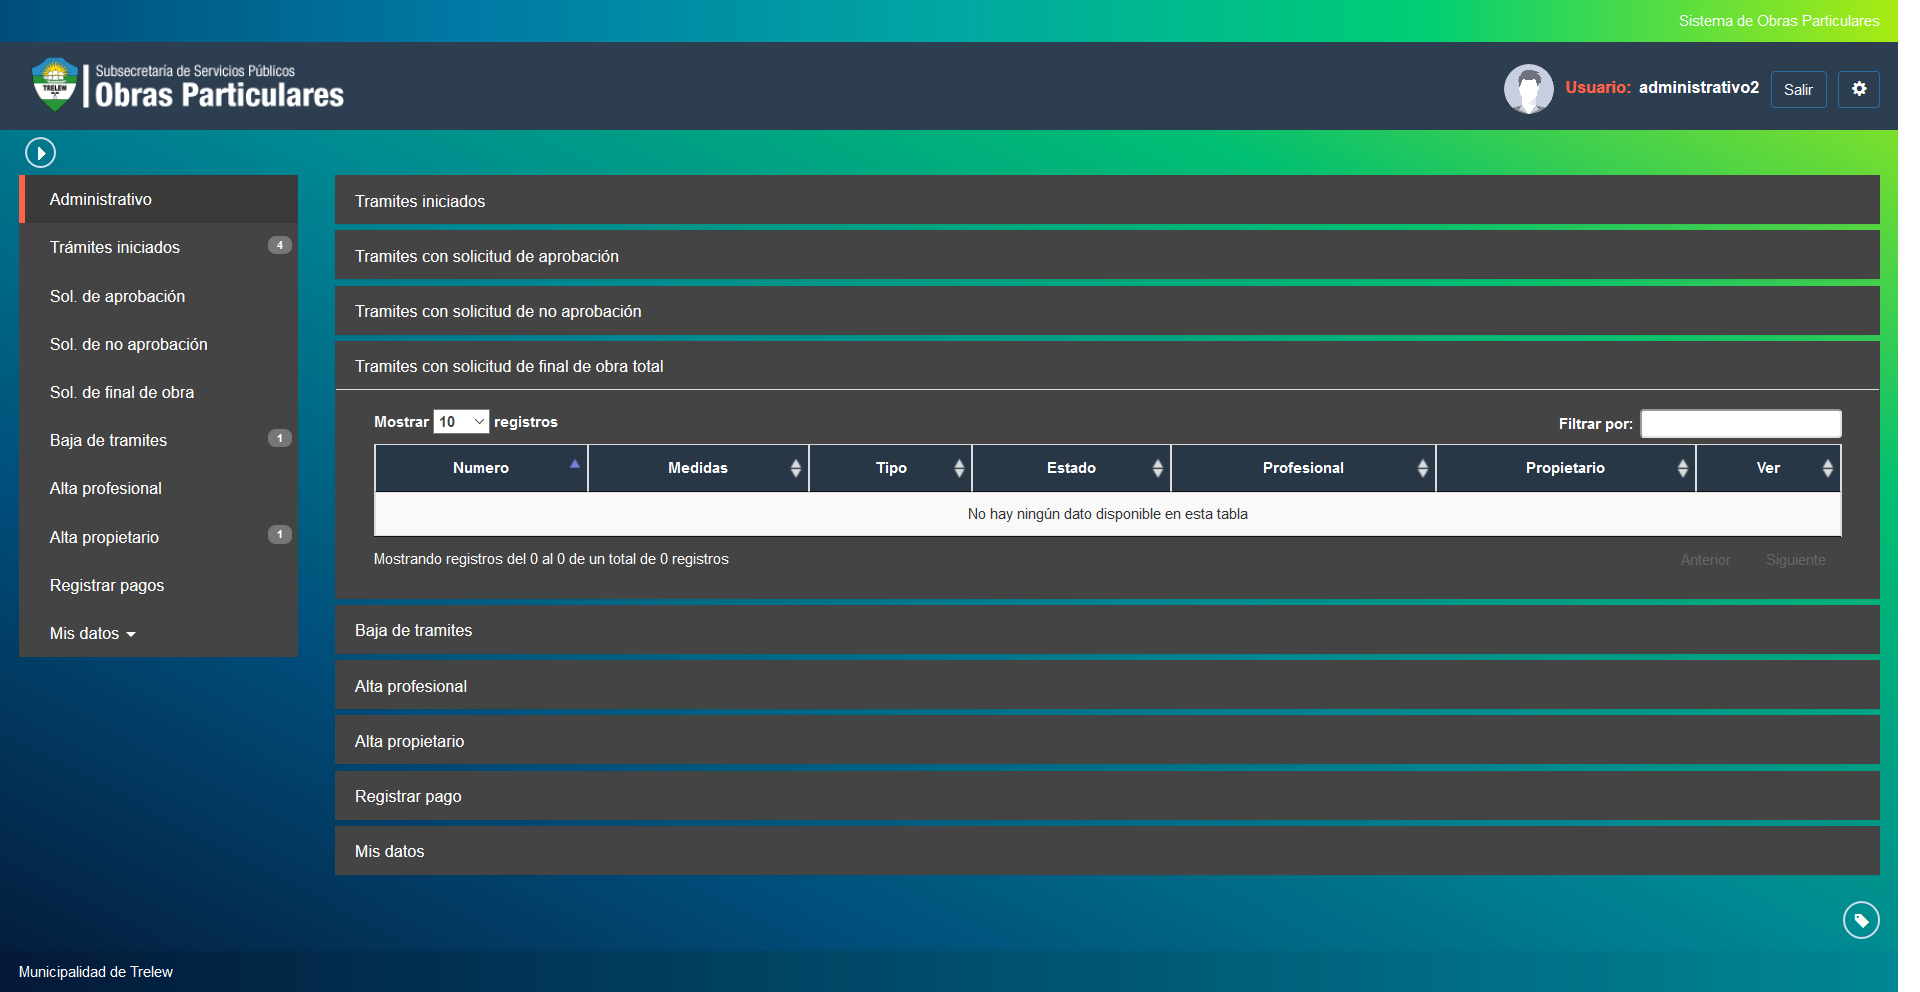 Sistema de Obras Particulares
TRELEW
Subsecretaría de Servicios Públicos
Obras Particulares
Usuario: administrativo2
Salir
Administrativo
Trámites iniciados 4
Sol. de aprobación
Sol. de no aprobación
Sol. de final de obra
Baja de tramites 1
Alta profesional
Alta propietario 1
Registrar pagos
Mis datos
Tramites iniciados
Tramites con solicitud de aprobación
Tramites con solicitud de no aprobación
Tramites con solicitud de final de obra total
Mostrar 10 registros
Filtrar por:
Numero Medidas Tipo Estado Profesional Propietario Ver
No hay ningún dato disponible en esta tabla
Mostrando registros del 0 al 0 de un total de 0 registros
Anterior Siguiente
Baja de tramites
Alta profesional
Alta propietario
Registrar pago
Mis datos
Municipalidad de Trelew